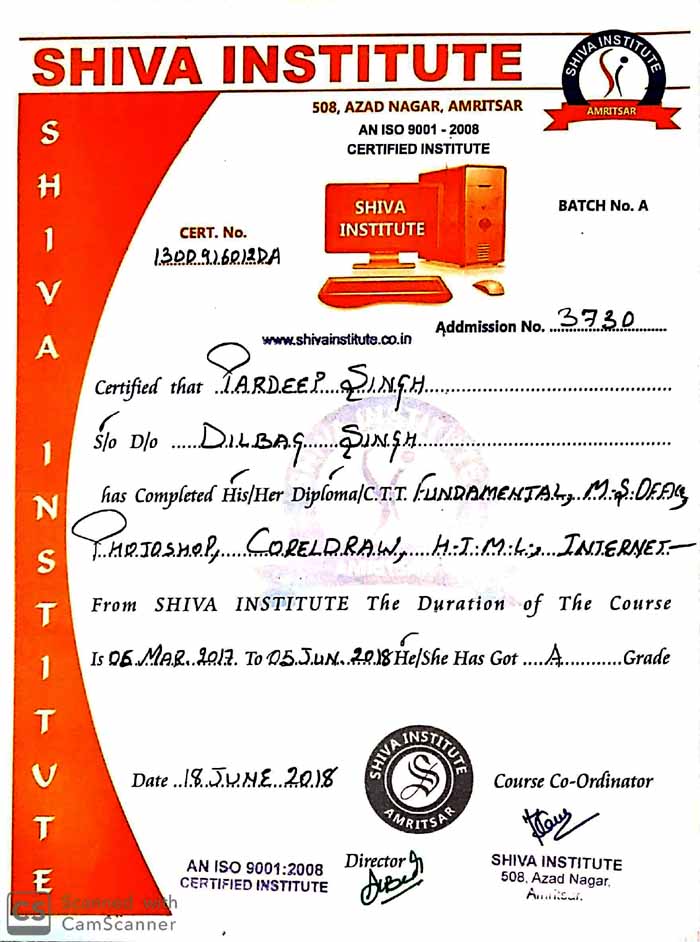 SHIVA INSTITUTE
SHIVA INSTITUTE
AMRITSAR
508, AZAD NAGAR, AMRITSAR
AN ISO 9001 - 2008
CERTIFIED INSTITUTE
SHIVA INSTITUTE
SHIVA
INSTITUTE
BATCH No. A
CERT. No.
1300916012DA
Addmission No. ...3730...
www.shivainstitute.co.in
Certified that PARDEEP SINGH
S/o D/o DILBAG SINGH
has Completed His/Her Diploma/C.T.T. FUNDAMENTAL, M.S.OFFICE,
PHOTOSHOP, CORELDRAW, H.T.M.L., INTERNET—
From SHIVA INSTITUTE The Duration of The Course
Is 06.MAR.2017. To 05.JUN.2018 He/She Has Got ....A.... Grade
SHIVA INSTITUTE
S
AMRITSAR
Date ..18.JUNE.2018
Course Co-Ordinator
AN ISO 9001:2008
CERTIFIED INSTITUTE
Director
SHIVA INSTITUTE
508, Azad Nagar,
Amritsar.
CS Scanned with
CamScanner